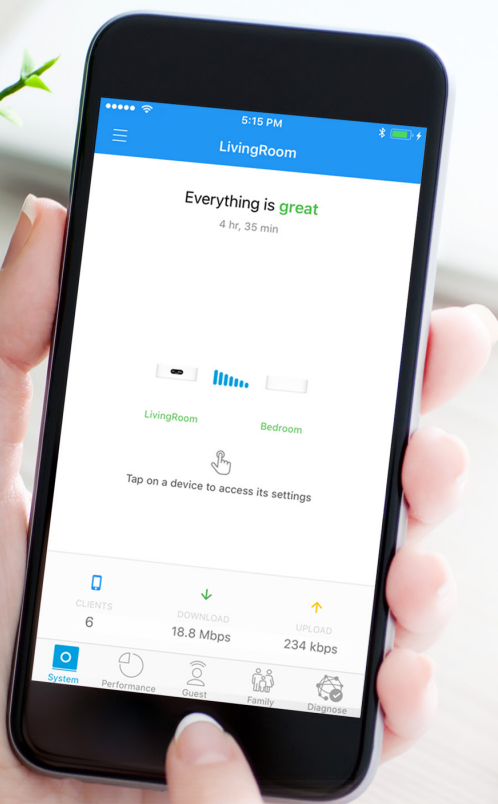 5:15 PM
LivingRoom
Everything is great
4 hr, 35 min
LivingRoom
Bedroom
Tap on a device to access its settings
CLIENTS
DOWNLOAD
UPLOAD
6
18.8 Mbps
234 kbps
System
Performance
Guest
Family
Diagnose